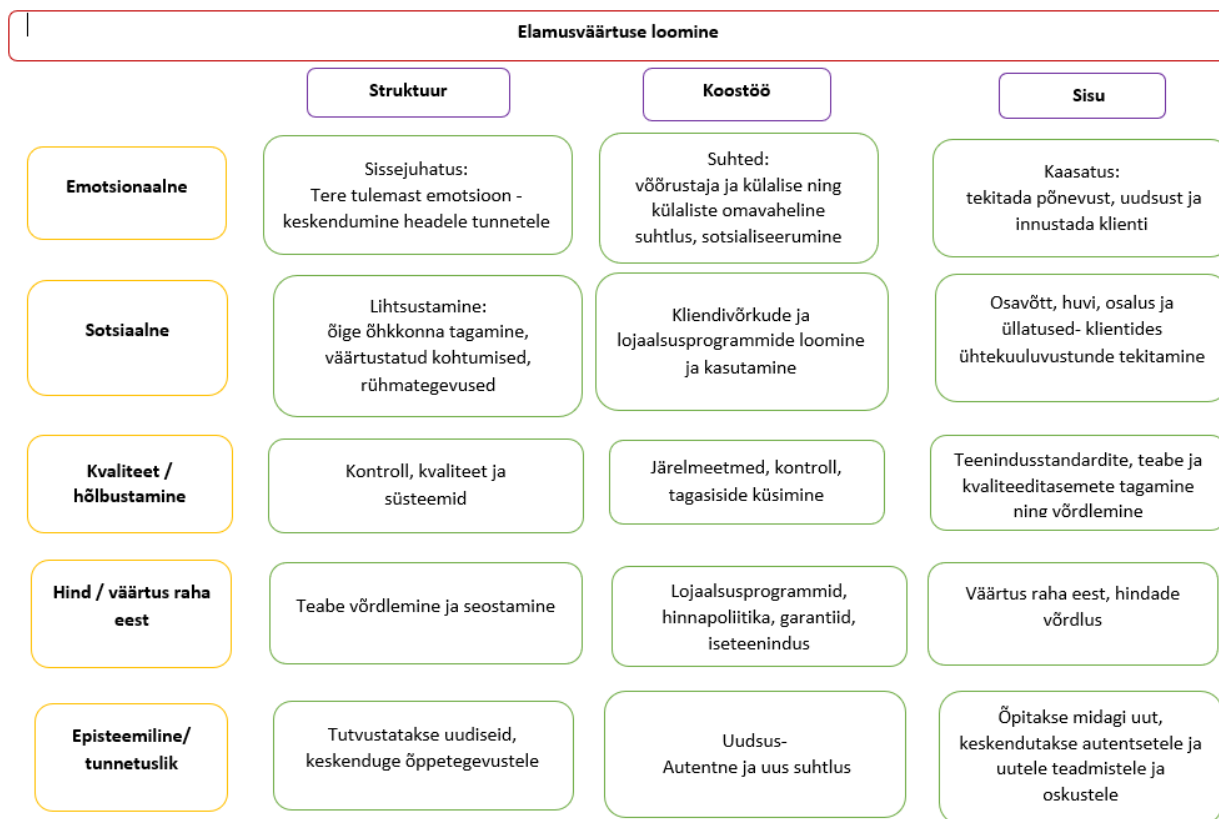 Elamusväärtuse loomine
Struktuur
Koostöö
Sisu
Emotsionaalne
Sissejuhatus:
Tere tulemast emotsioon -
keskendumine headele tunnetele
Suhted:
võõrustaja ja külalise ning
külaliste omavaheline
suhtlus, sotsialiseerumine
Kaasatus:
tekitada põnevust, uudsust ja
innustada klienti
Sotsiaalne
Lihtsustamine:
õige õhkkonna tagamine,
väärtustatud kohtumised,
rühmategevused
Kliendivõrkude ja
lojaalsusprogrammide loomine
ja kasutamine
Osavõtt, huvi, osalus ja
üllatused- klientides
ühtekuuluvustunde tekitamine
Kvaliteet /
hõlbustamine
Kontroll, kvaliteet ja
süsteemid
Järelmeetmed, kontroll,
tagasiside küsimine
Teenindusstandardite, teabe ja
kvaliteeditasemete tagamine
ning võrdlemine
Hind / väärtus raha
eest
Teabe võrdlemine ja seostamine
Lojaalsusprogrammid,
hinnapoliitika, garantiid,
iseteenindus
Väärtus raha eest, hindade
võrdlus
Episteemiline/
tunnetuslik
Tutvustatakse uudiseid,
keskenduge õppetegevustele
Uudsus-
Autentne ja uus suhtlus
Õpitakse midagi uut,
keskendutakse autentsetele ja
uutele teadmistele ja
oskustele